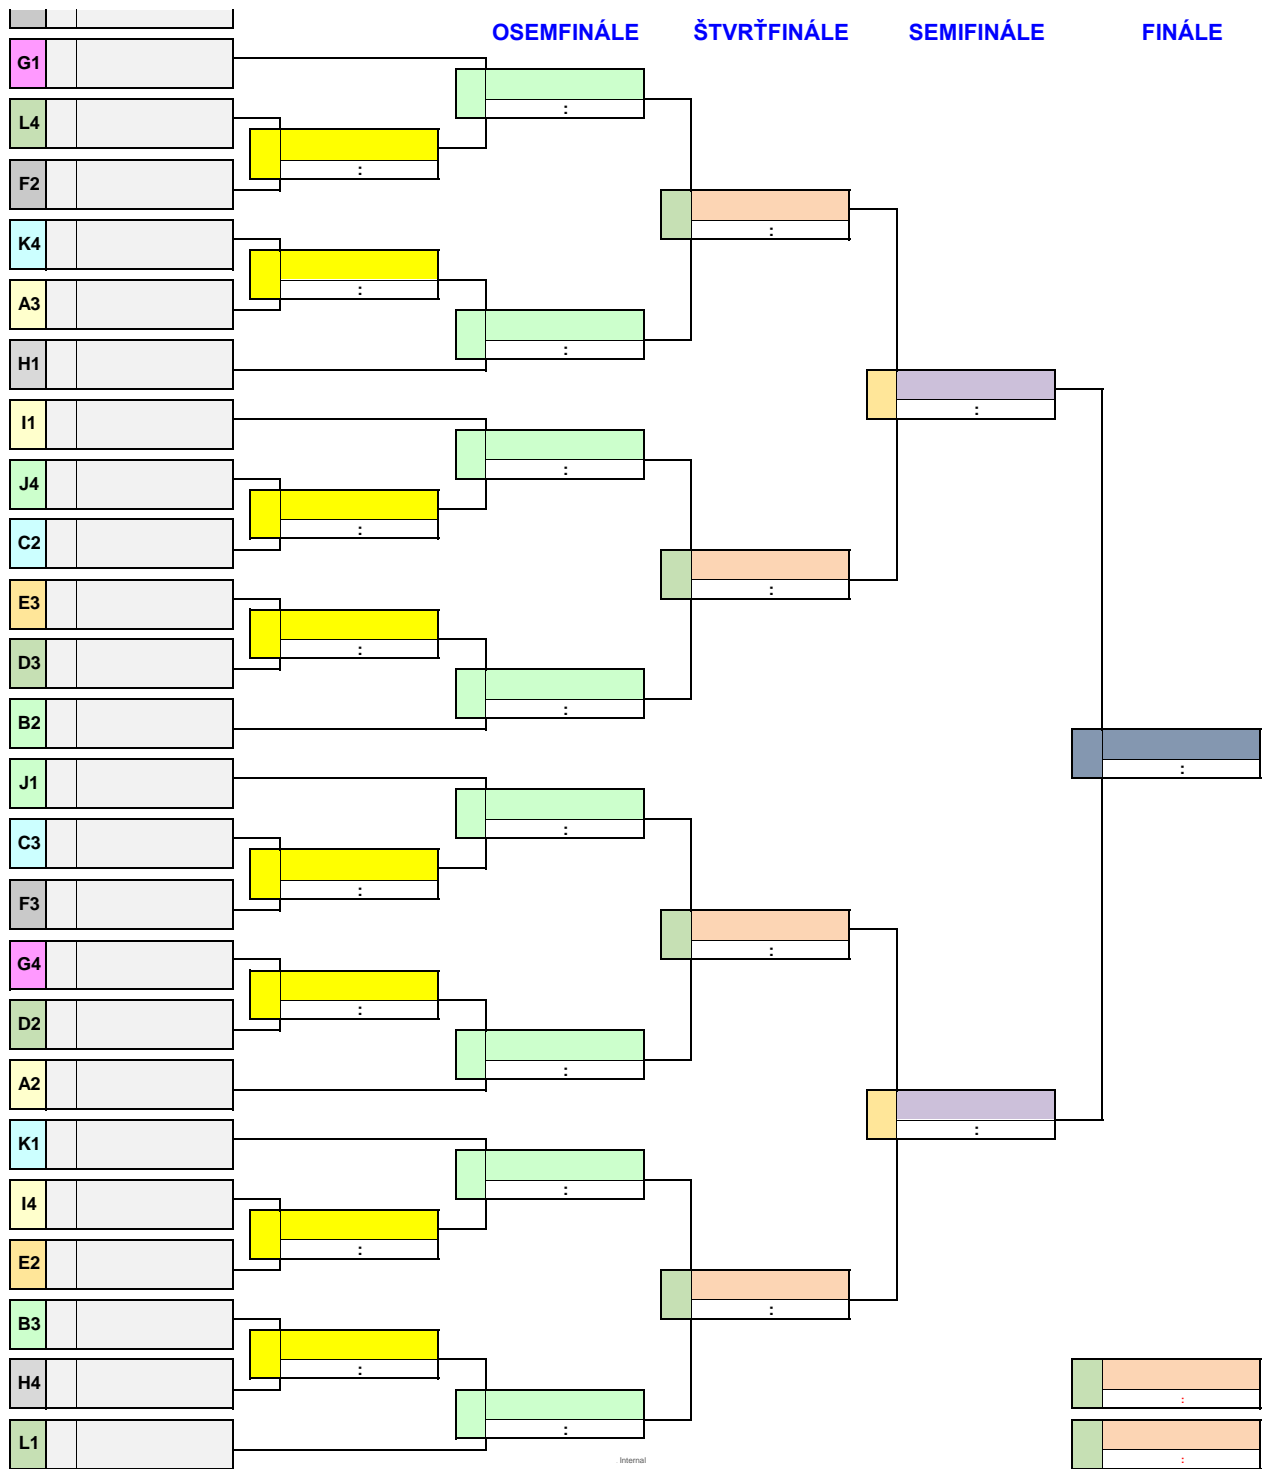 OSEMFINÁLE ŠTVRŤFINÁLE SEMIFINÁLE FINÁLE
G1
:
L4
:
F2
:
K4
:
A3
:
H1
:
I1
:
J4
:
C2
:
E3
:
D3
:
B2
:
J1
:
C3
:
F3
:
G4
:
D2
:
A2
:
K1
:
I4
:
E2
:
B3
:
H4
:
L1
:
Internal
: